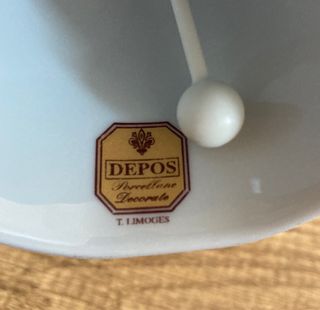 DEPOS
Porcellane
Decorate
T. LIMOGES